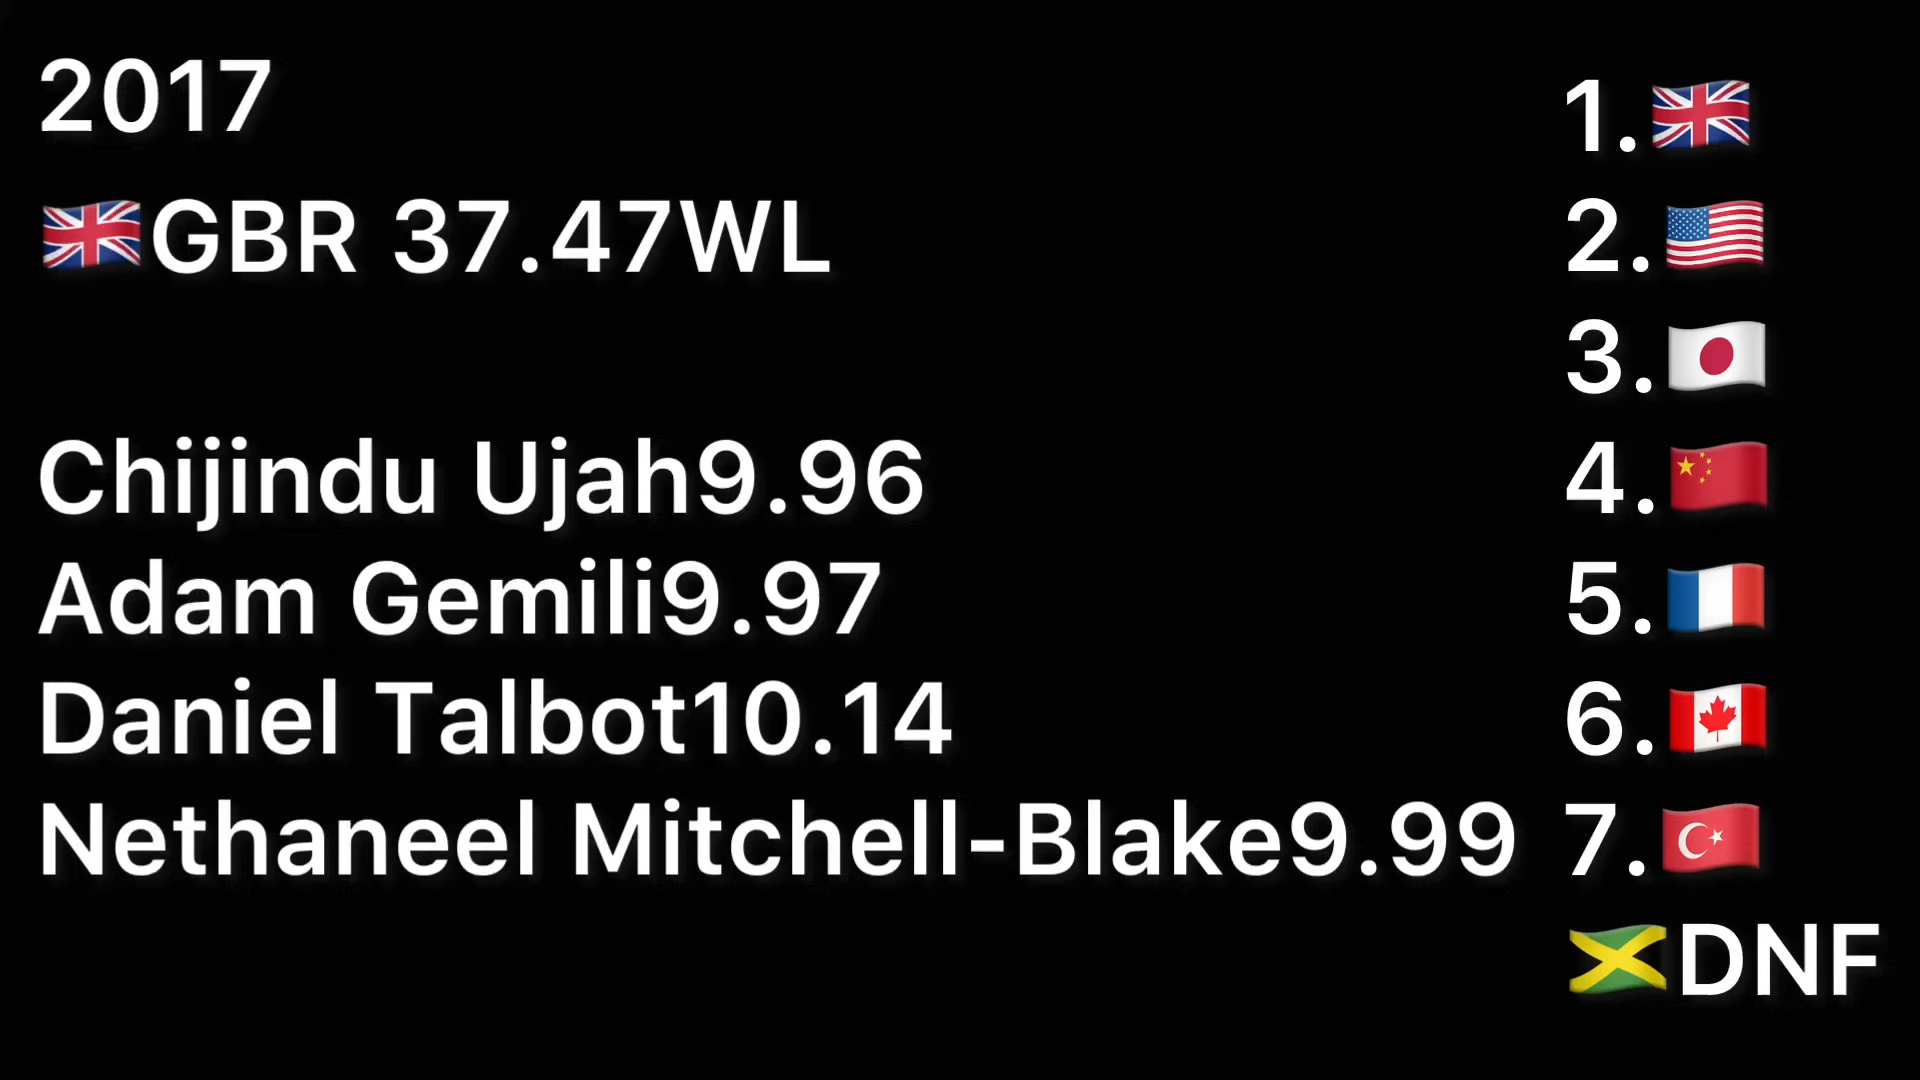 2017
🇬🇧GBR 37.47WL
Chijindu Ujah9.96
Adam Gemili9.97
Daniel Talbot10.14
Nethaneel Mitchell-Blake9.99
1.🇬🇧
2.🇺🇸
3.🇯🇵
4.🇨🇳
5.🇫🇷
6.🇨🇦
7.🇹🇷
🇯🇲DNF